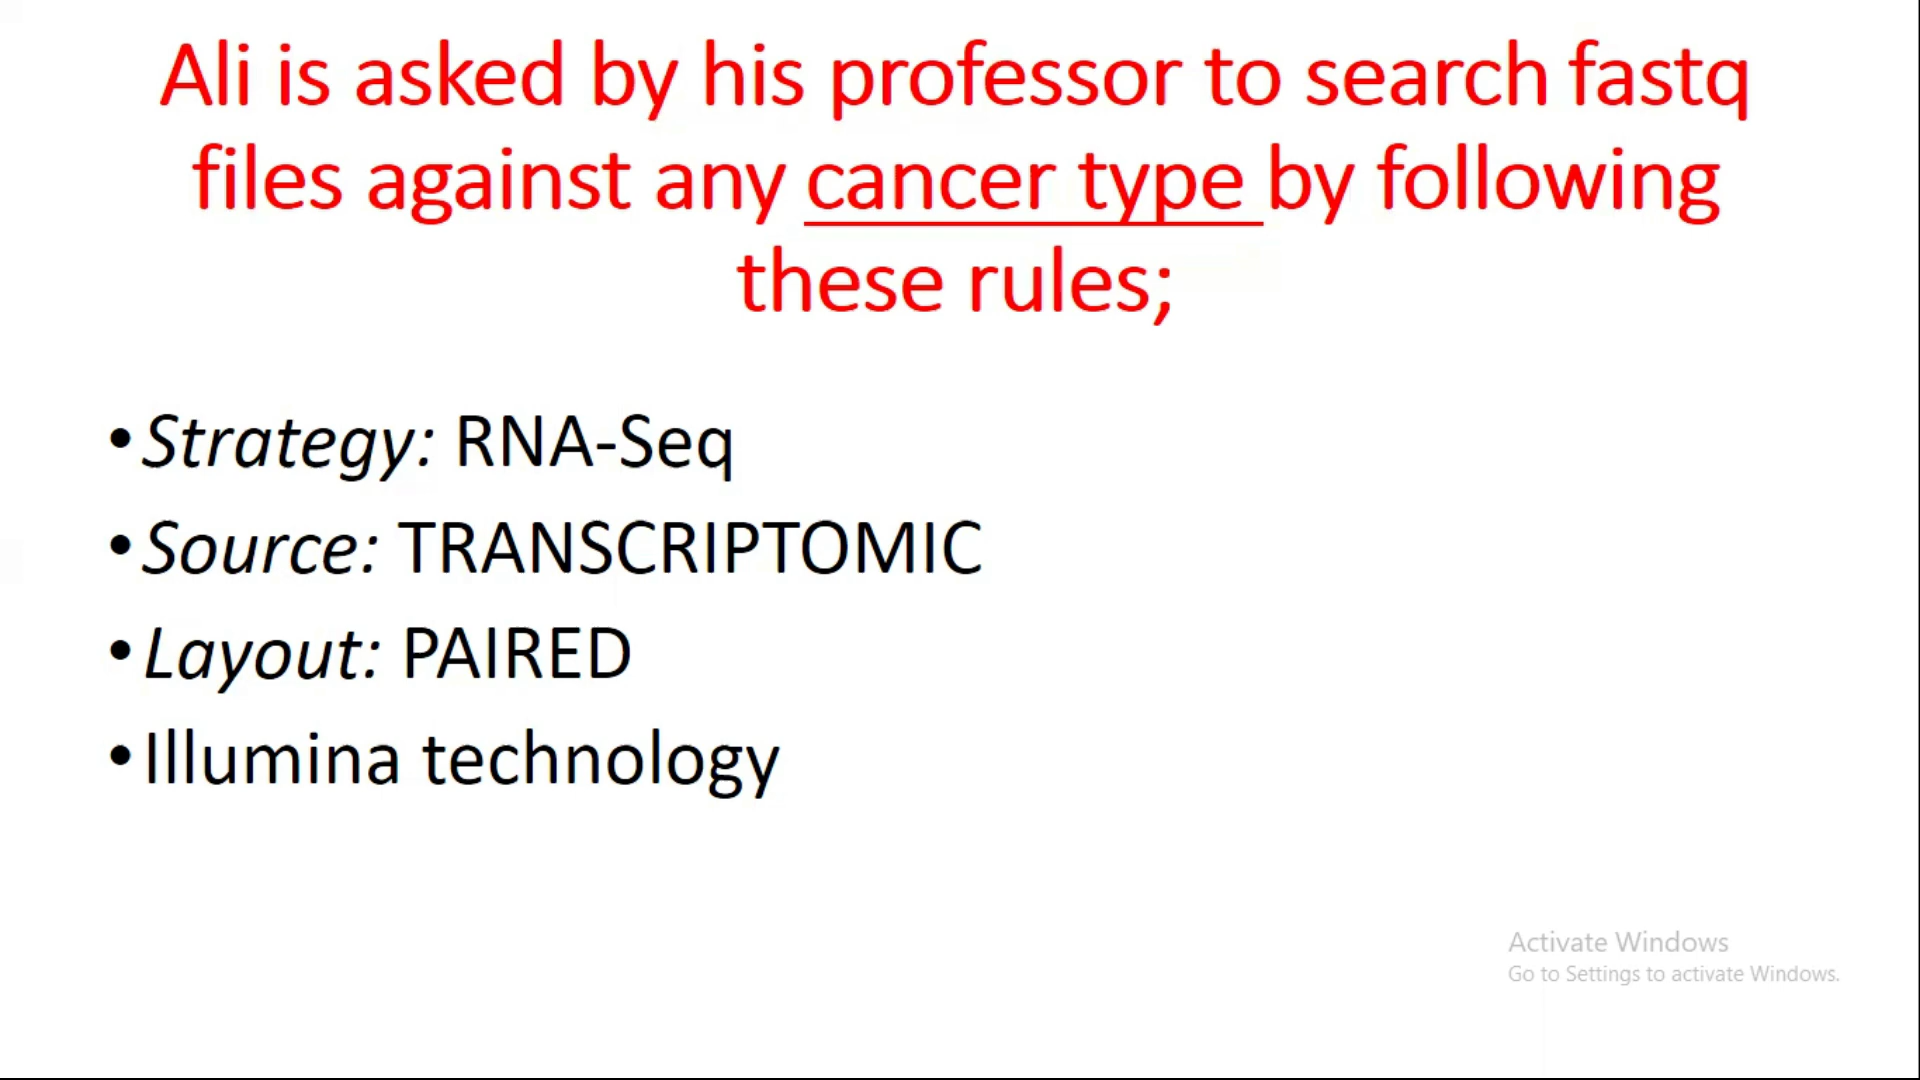 Ali is asked by his professor to search fastq
files against any cancer type by following
these rules;
• Strategy: RNA-Seq
• Source: TRANSCRIPTOMIC
• Layout: PAIRED
• Illumina technology
Activate Windows
Go to Settings to activate Windows.